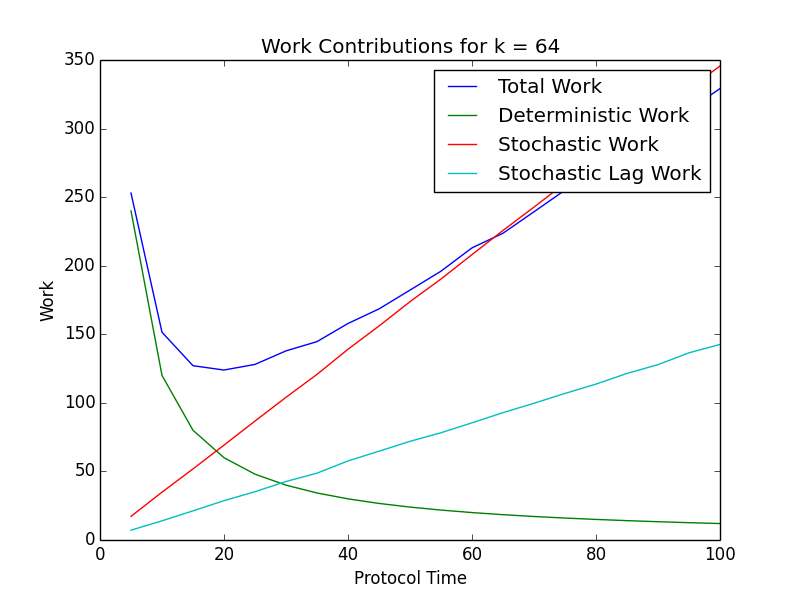 Work Contributions for k = 64
350
300
250
200
150
100
50
0
Work
Total Work
Deterministic Work
Stochastic Work
Stochastic Lag Work
0 20 40 60 80 100
Protocol Time